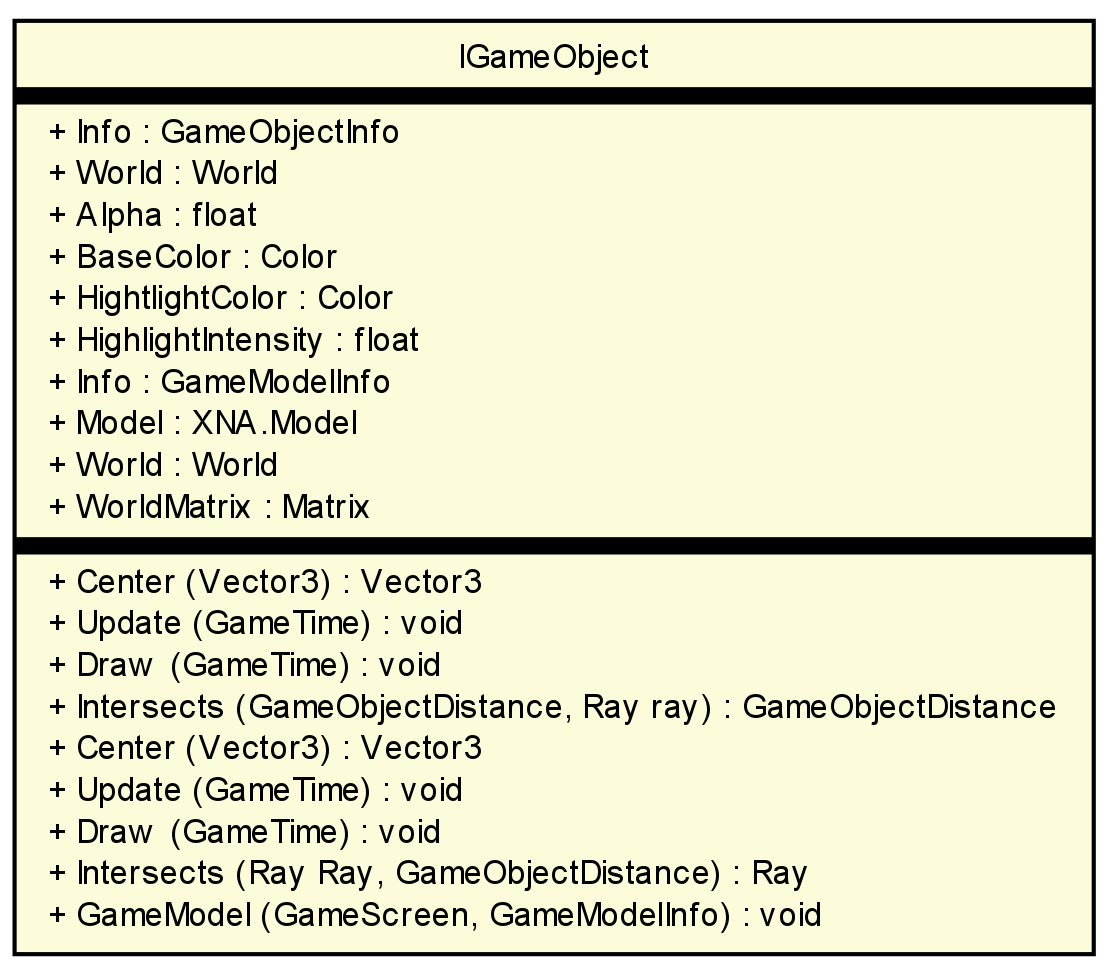 IGameObject
+ Info : GameObjectInfo
+ World : World
+ Alpha : float
+ BaseColor : Color
+ HightlightColor : Color
+ HighlightIntensity : float
+ Info : GameModelInfo
+ Model : XNA.Model
+ World : World
+ WorldMatrix : Matrix
+ Center (Vector3) : Vector3
+ Update (GameTime) : void
+ Draw (GameTime) : void
+ Intersects (GameObjectDistance, Ray ray) : GameObjectDistance
+ Center (Vector3) : Vector3
+ Update (GameTime) : void
+ Draw (GameTime) : void
+ Intersects (Ray Ray, GameObjectDistance) : Ray
+ GameModel (GameScreen, GameModelInfo) : void